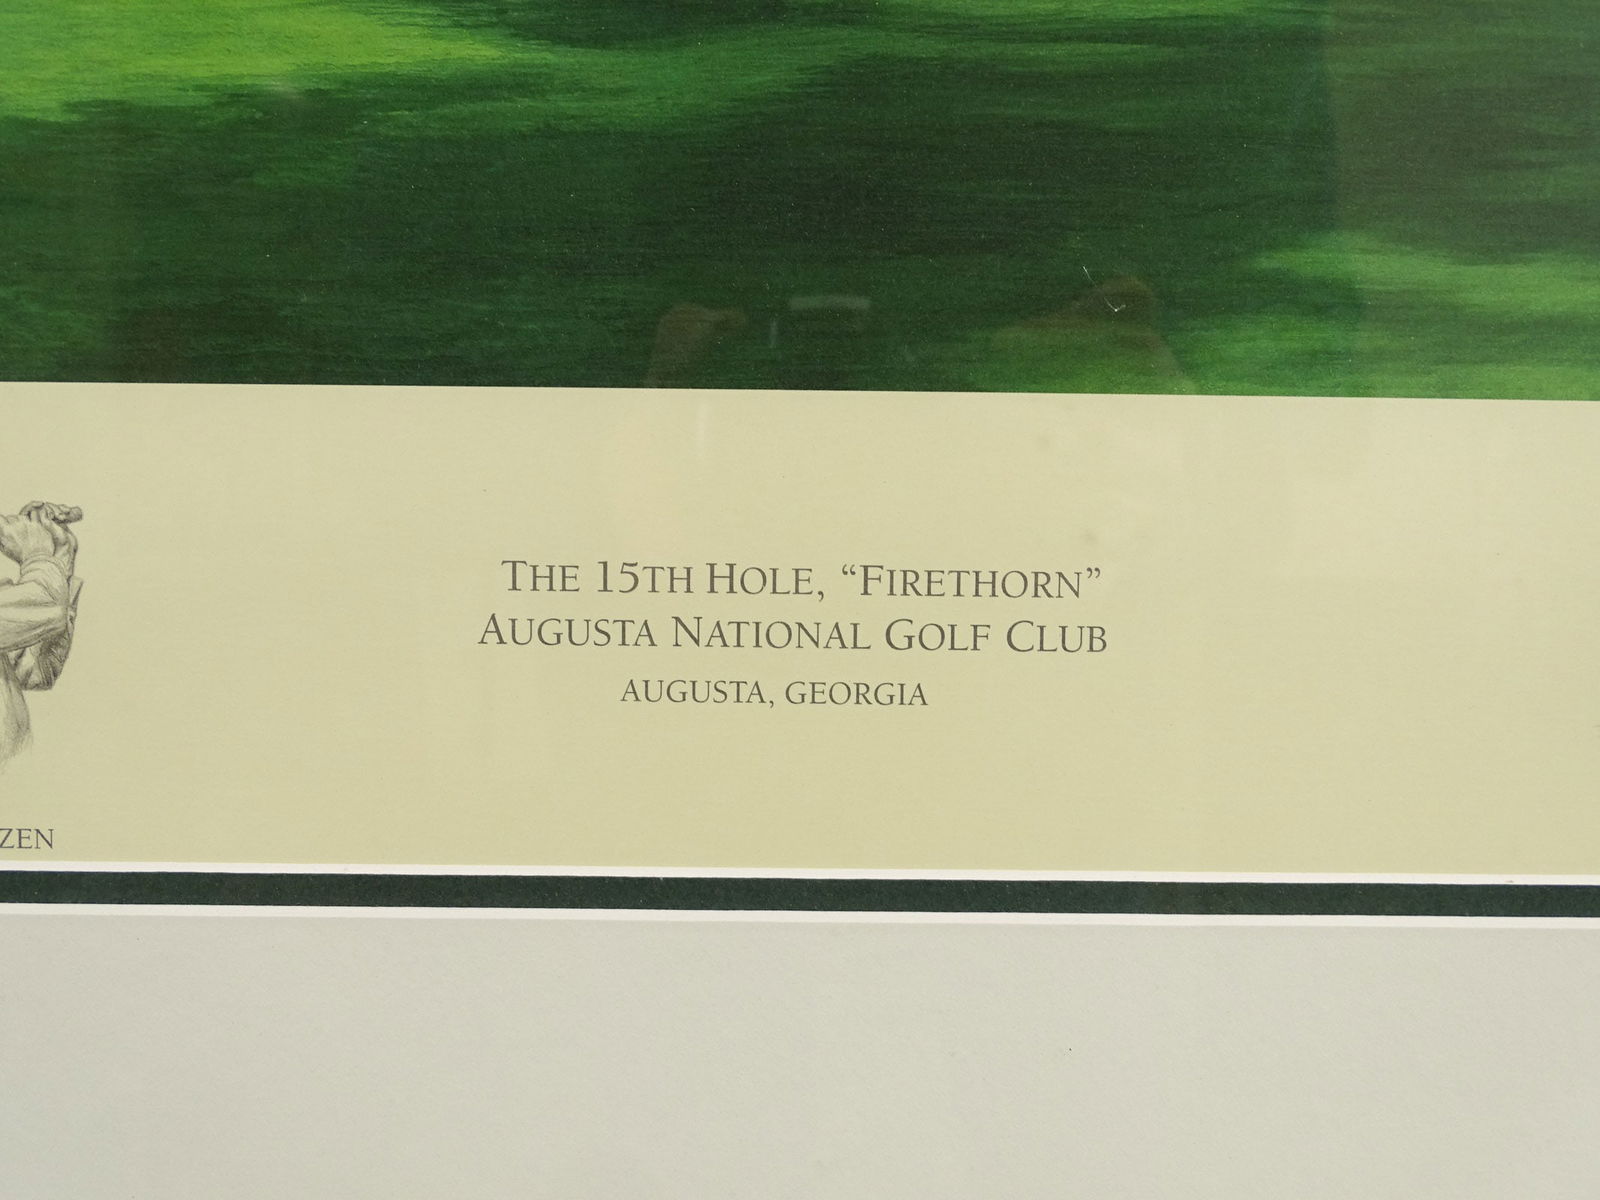 THE 15TH HOLE, “FIRETHORN”
AUGUSTA NATIONAL GOLF CLUB
AUGUSTA, GEORGIA
ZEN